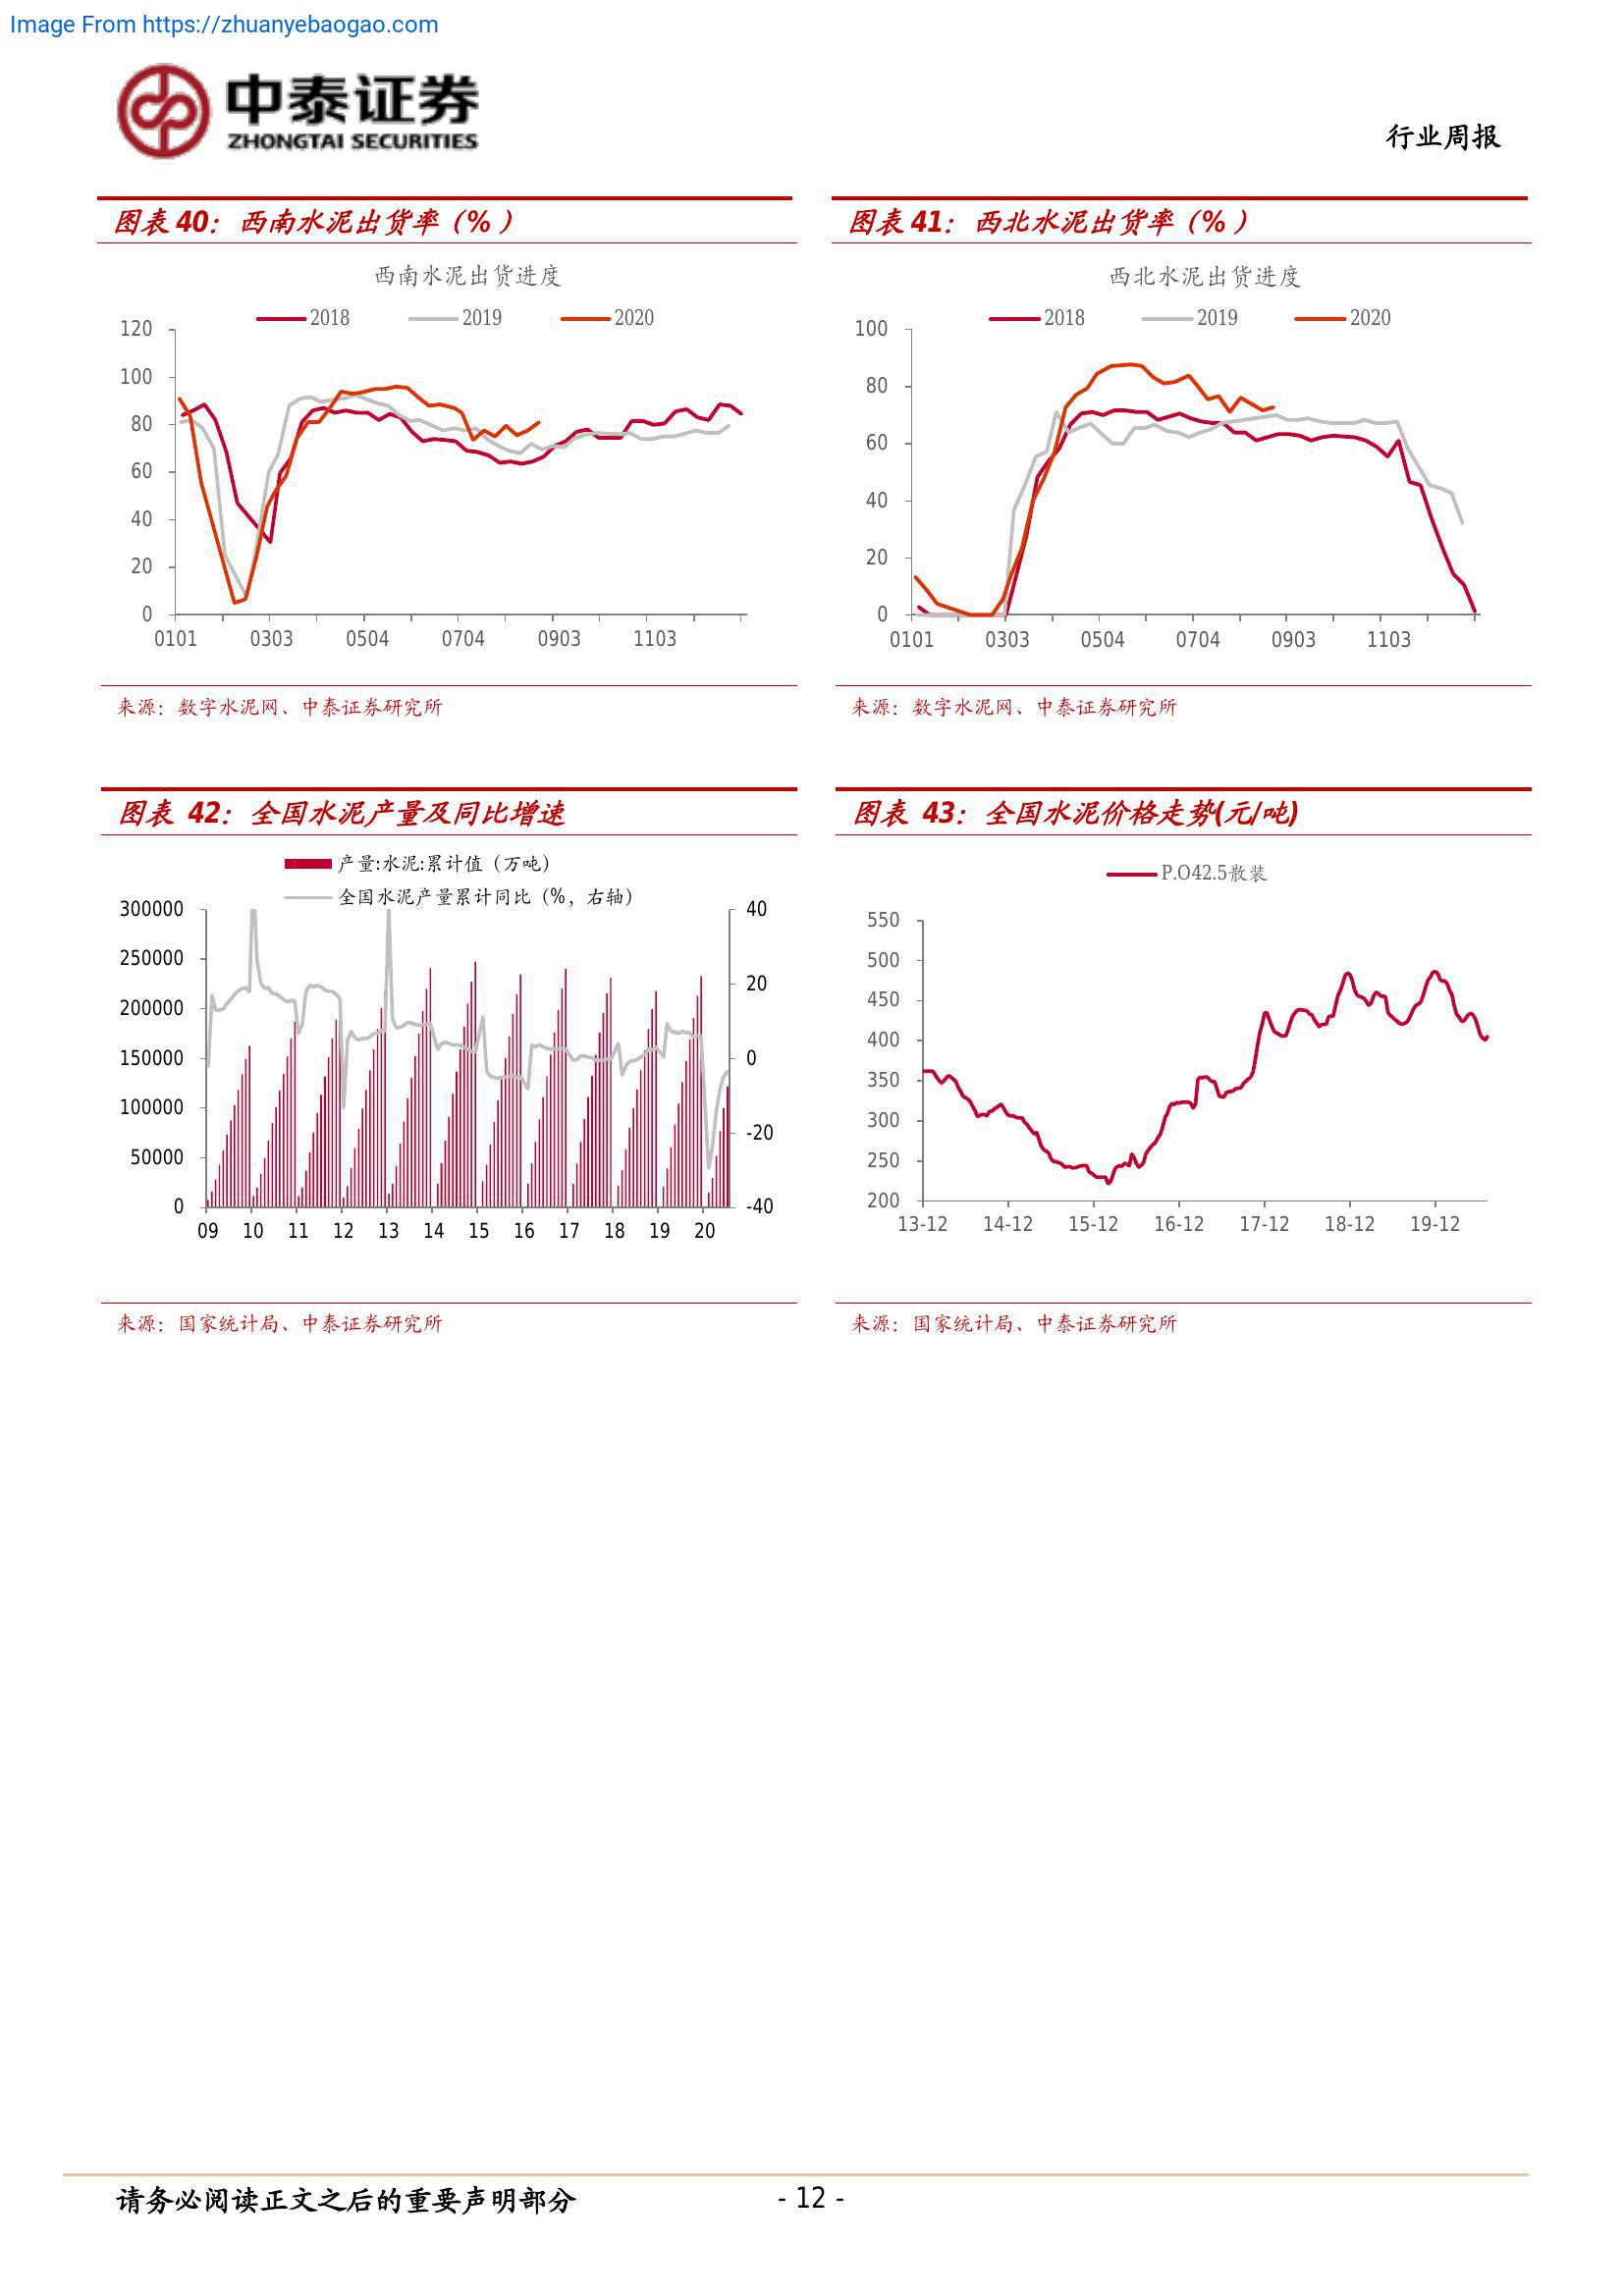 Image From https://zhuanyebaogao.com
中泰证券
ZHONGTAI SECURITIES
行业周报
图表 40：西南水泥出货率（%）
西南水泥出货进度
2018 2019 2020
120
100
80
60
40
20
0
0101 0303 0504 0704 0903 1103
来源：数字水泥网、中泰证券研究所
图表 41：西北水泥出货率（%）
西北水泥出货进度
2018 2019 2020
100
80
60
40
20
0
0101 0303 0504 0704 0903 1103
来源：数字水泥网、中泰证券研究所
图表 42：全国水泥产量及同比增速
产量:水泥:累计值（万吨）
全国水泥产量累计同比（%，右轴）
300000 40
250000
200000 20
150000 0
100000
50000 -20
0 -40
09 10 11 12 13 14 15 16 17 18 19 20
来源：国家统计局、中泰证券研究所
图表 43：全国水泥价格走势(元/吨)
P.O42.5散装
550
500
450
400
350
300
250
200
13-12 14-12 15-12 16-12 17-12 18-12 19-12
来源：国家统计局、中泰证券研究所
请务必阅读正文之后的重要声明部分
- 12 -